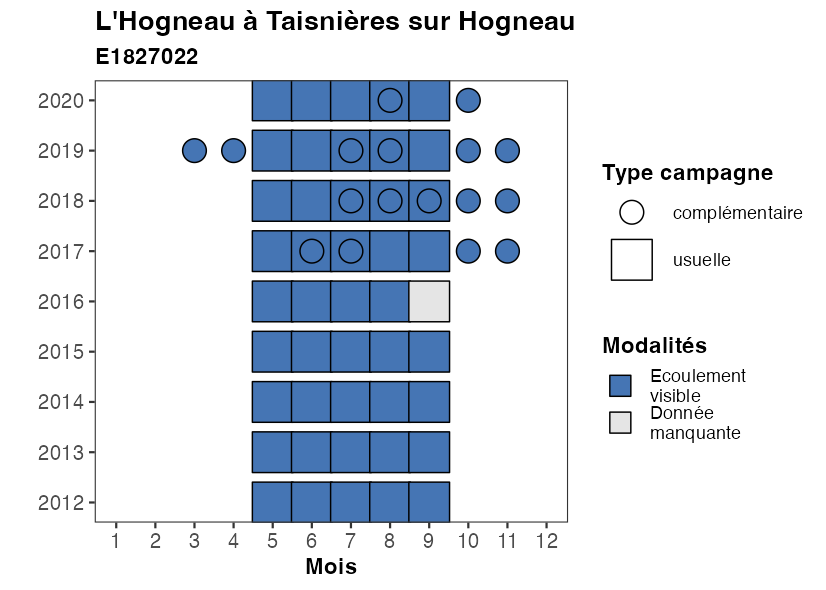 L'Hogneau à Taisnières sur Hogneau
E1827022
2020
2019
2018
2017
2016
2015
2014
2013
2012
1 2 3 4 5 6 7 8 9 10 11 12
Mois
Type campagne
complémentaire
usuelle
Modalités
Ecoulement
visible
Donnée
manquante